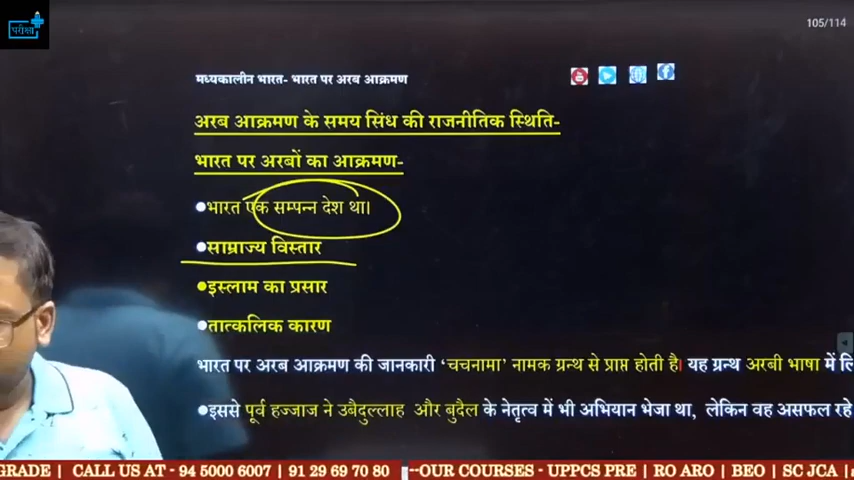 परीक्षा
105/114
मध्यकालीन भारत- भारत पर अरब आक्रमण
अरब आक्रमण के समय सिंध की राजनीतिक स्थिति-
भारत पर अरबों का आक्रमण-
●भारत एक सम्पन्न देश था।
●साम्राज्य विस्तार
●इस्लाम का प्रसार
●तात्कलिक कारण
भारत पर अरब आक्रमण की जानकारी ‘चचनामा’ नामक ग्रन्थ से प्राप्त होती है। यह ग्रन्थ अरबी भाषा में लि
●इससे पूर्व हज्जाज ने उबैदुल्लाह और बुदैल के नेतृत्व में भी अभियान भेजा था, लेकिन वह असफल रहे
GRADE | CALL US AT - 94 5000 6007 | 91 29 69 70 80 --OUR COURSES - UPPCS PRE | RO ARO | BEO | SC JCA |